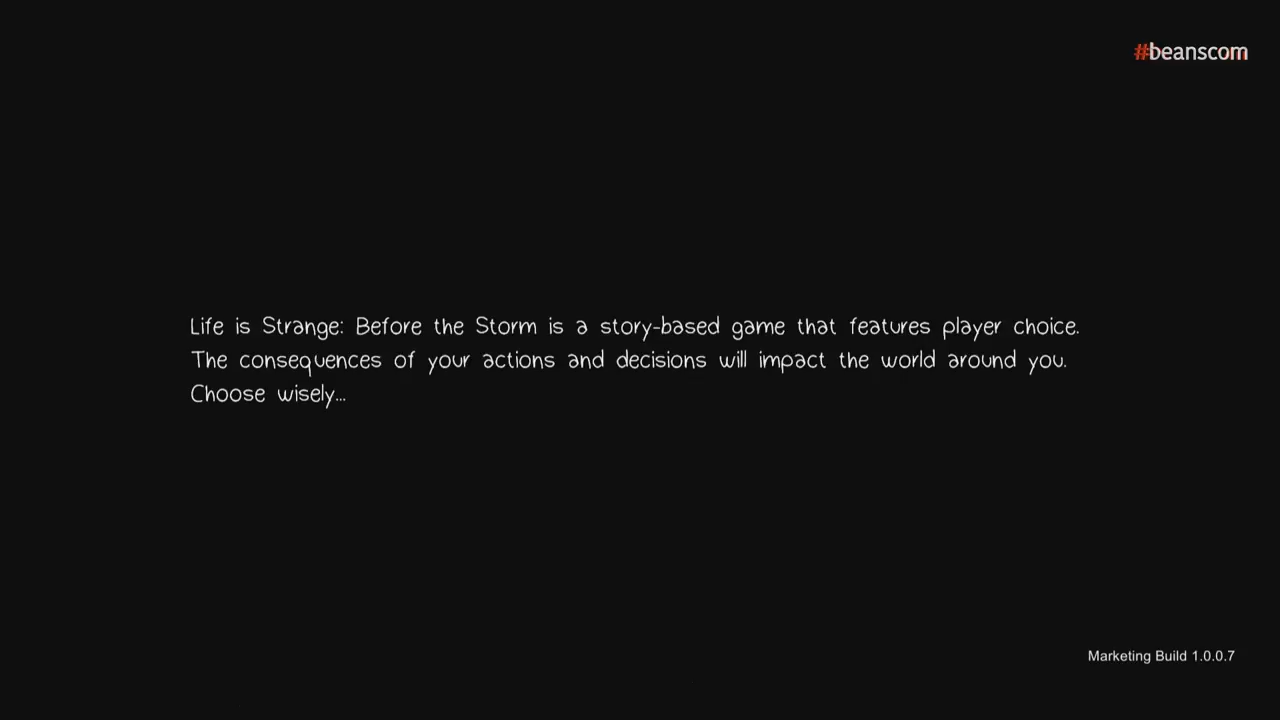 #beanscom
Life is Strange: Before the Storm is a story-based game that features player choice.
The consequences of your actions and decisions will impact the world around you.
Choose wisely...
Marketing Build 1.0.0.7